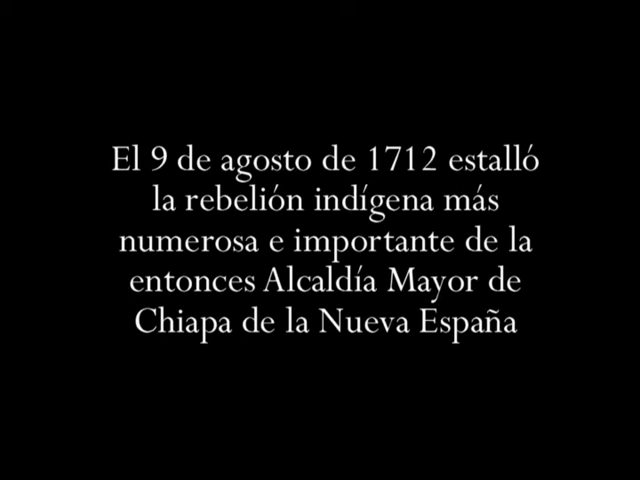 El 9 de agosto de 1712 estalló
la rebelión indígena más
numerosa e importante de la
entonces Alcaldía Mayor de
Chiapa de la Nueva España